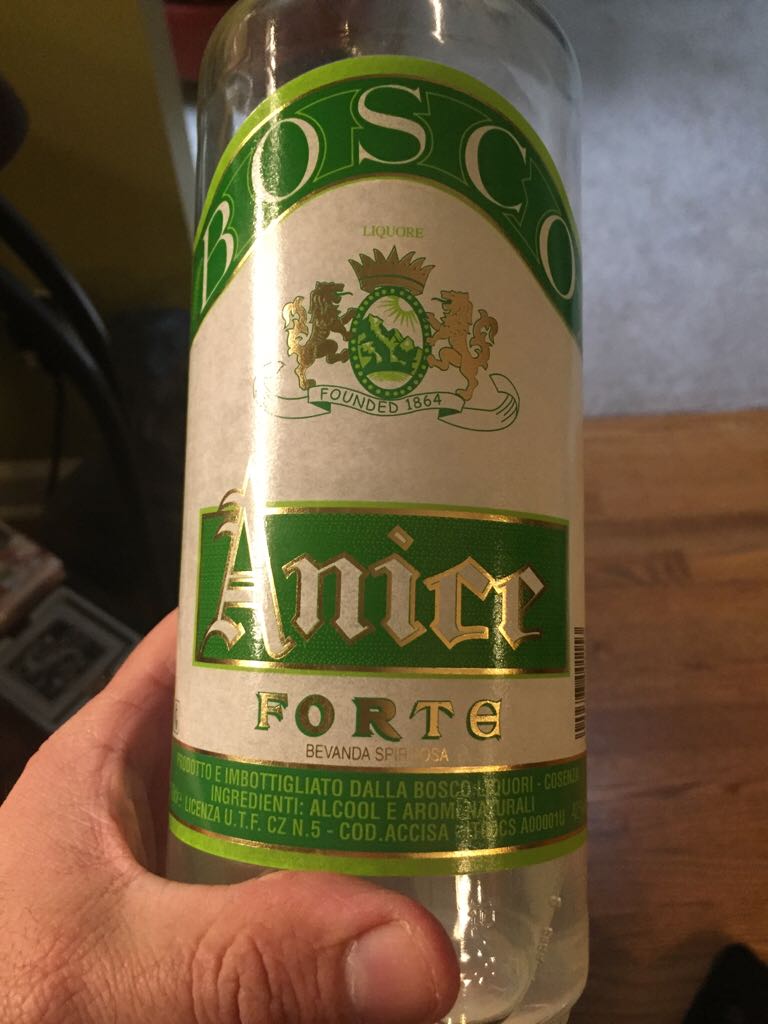 BOSCO
LIQUORE
FOUNDED 1864
Anice
FORTE
BEVANDA
PRODOTTO E IMBOTTIGLIATO DALLA BOSCO LIQUORI - COSENZA
INGREDIENTI: ALCOOL E AROMI NATURALI
LICENZA U.T.F. CZ N.5 - COD.ACCISA A00001U